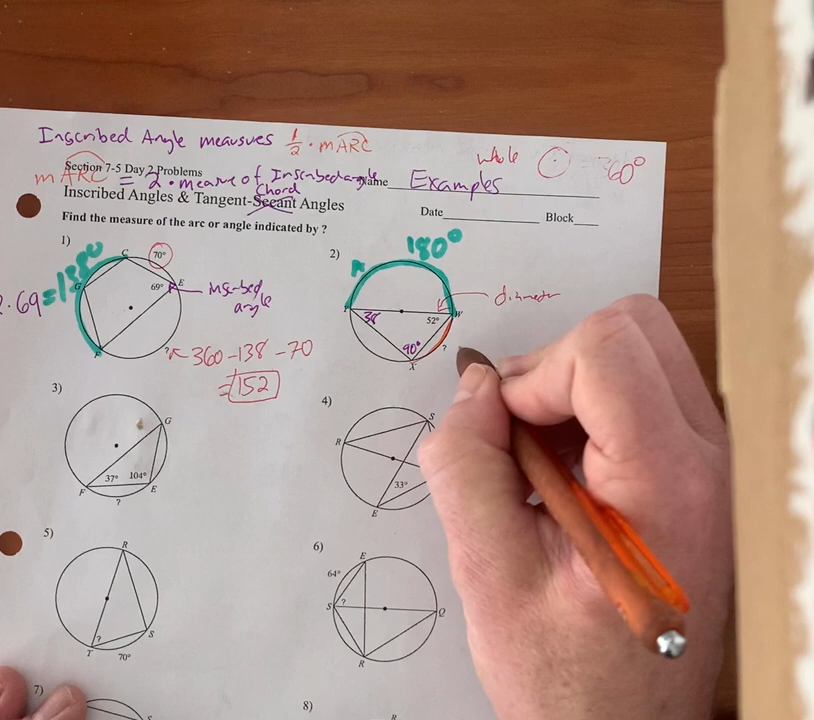 Inscribed Angle measures 1/2 · mARC
whole = 360°
Section 7-5 Day 2 Problems
mARC = 2 · measure of Inscribed angle
Name Examples
Chord
Inscribed Angles & Tangent-Secant Angles
Date Block
Find the measure of the arc or angle indicated by ?
1)
C
70°
G
69°
E
. 69 = 138°
Inscribed
angle
?
360 - 138 - 70
= 152
2)
180°
diameter
38
52°
W
90°
?
X
3)
G
37°
104°
F
E
?
4)
S
R
33°
E
5)
R
?
S
T
70°
6)
E
64°
S
?
Q
R
7)
S
8)
R